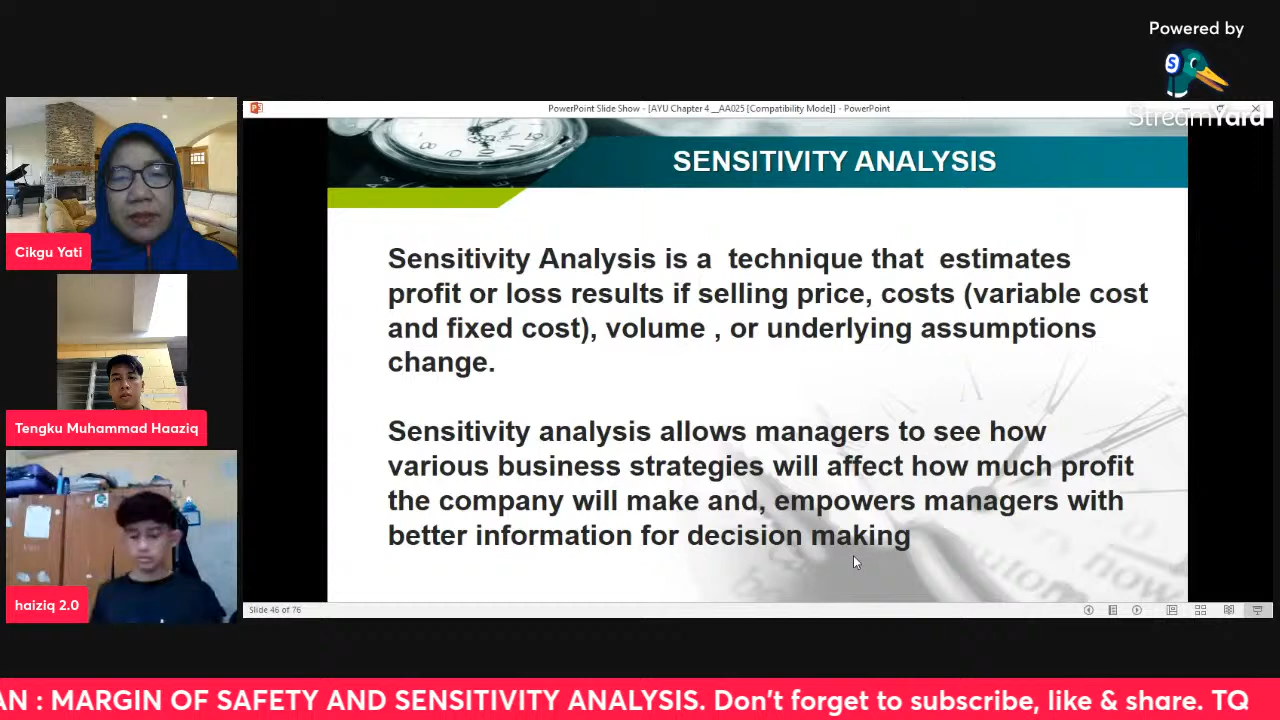 Powered by
StreamYard
PowerPoint Slide Show - [AYU Chapter 4__AA025 [Compatibility Mode]] - PowerPoint
SENSITIVITY ANALYSIS
Sensitivity Analysis is a technique that estimates
profit or loss results if selling price, costs (variable cost
and fixed cost), volume , or underlying assumptions
change.
Sensitivity analysis allows managers to see how
various business strategies will affect how much profit
the company will make and, empowers managers with
better information for decision making
Cikgu Yati
Tengku Muhammad Haaziq
haiziq 2.0
Slide 46 of 76
AN : MARGIN OF SAFETY AND SENSITIVITY ANALYSIS. Don't forget to subscribe, like & share. TQ